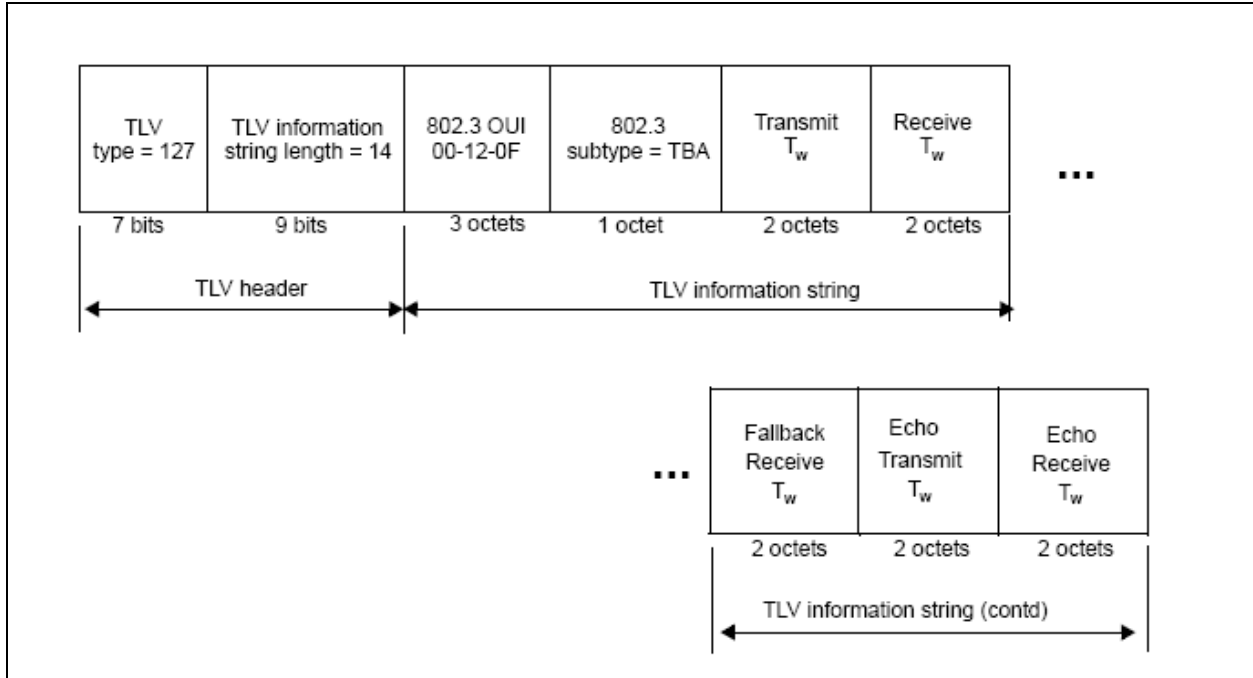 TLV
type = 127
TLV information
string length = 14
802.3 OUI
00-12-0F
802.3
subtype = TBA
Transmit
Tw
Receive
Tw
...
7 bits
9 bits
3 octets
1 octet
2 octets
2 octets
TLV header
TLV information string
...
Fallback
Receive
Tw
Echo
Transmit
Tw
Echo
Receive
Tw
2 octets
2 octets
2 octets
TLV information string (contd)